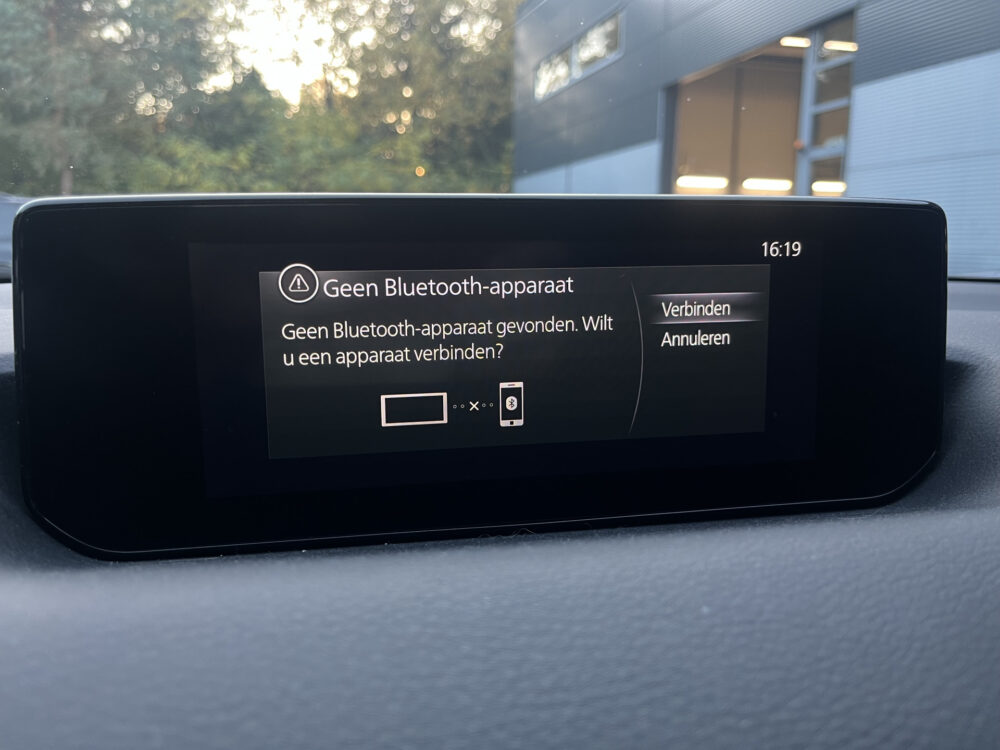 16:19
Geen Bluetooth-apparaat
Geen Bluetooth-apparaat gevonden. Wilt
u een apparaat verbinden?
Verbinden
Annuleren